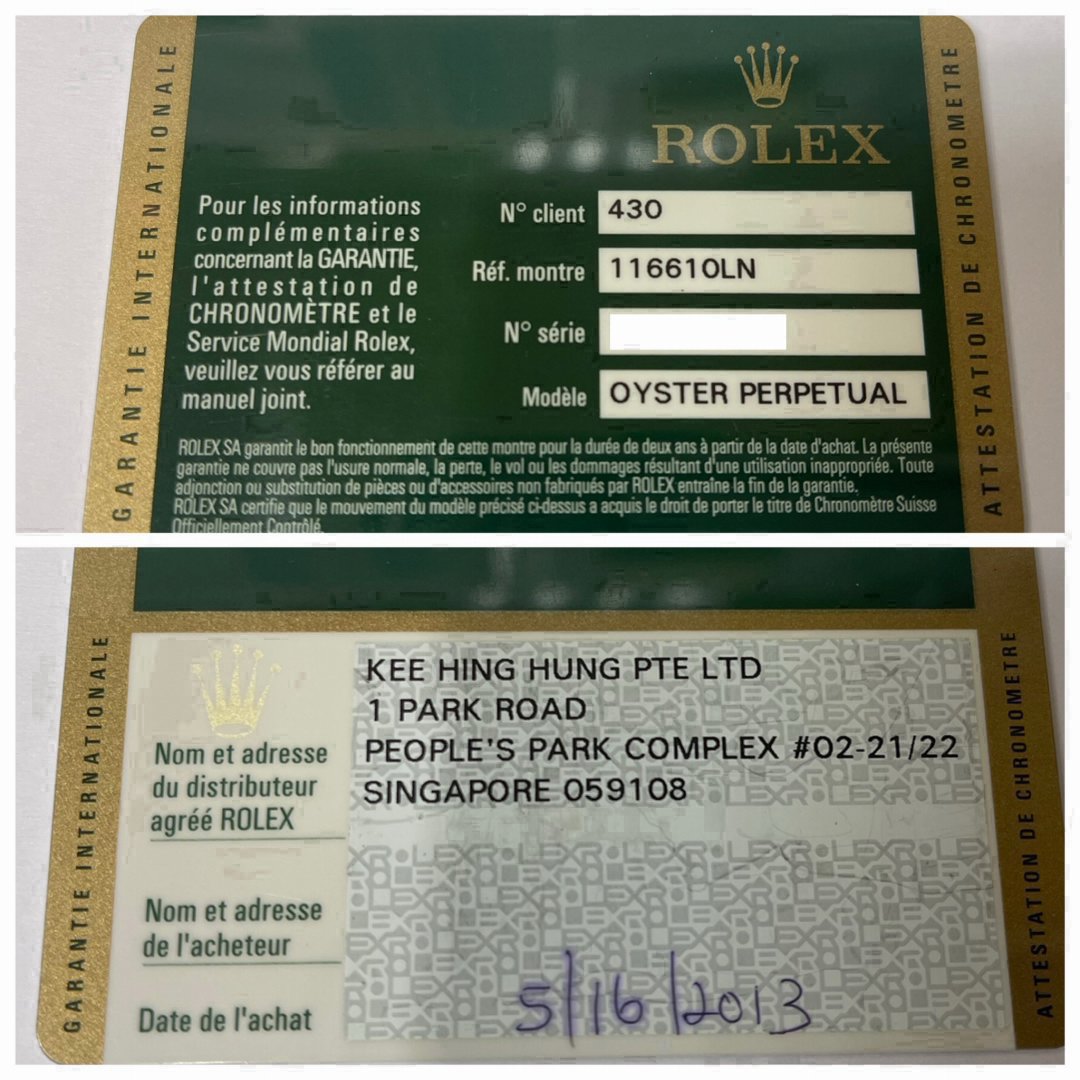 GARANTIE INTERNATIONALE
ROLEX
ATTESTATION DE CHRONOMETRE
Pour les informations
complémentaires
concernant la GARANTIE,
l'attestation de
CHRONOMÈTRE et le
Service Mondial Rolex,
veuillez vous référer au
manuel joint.
N° client 430
Réf. montre 116610LN
N° série
Modèle OYSTER PERPETUAL
ROLEX SA garantit le bon fonctionnement de cette montre pour la durée de deux ans à partir de la date d'achat. La présente
garantie ne couvre pas l'usure normale, la perte, le vol ou les dommages résultant d'une utilisation inappropriée. Toute
adjonction ou substitution de pièces ou d'accessoires non fabriqués par ROLEX entraîne la fin de la garantie.
ROLEX SA certifie que le mouvement du modèle précisé ci-dessus a acquis le droit de porter le titre de Chronomètre Suisse
Officiellement Contrôlé.
GARANTIE INTERNATIONALE
ATTESTATION DE CHRONOMETRE
Nom et adresse
du distributeur
agréé ROLEX
KEE HING HUNG PTE LTD
1 PARK ROAD
PEOPLE'S PARK COMPLEX #02-21/22
SINGAPORE 059108
Nom et adresse
de l'acheteur
Date de l'achat 5/16/2013